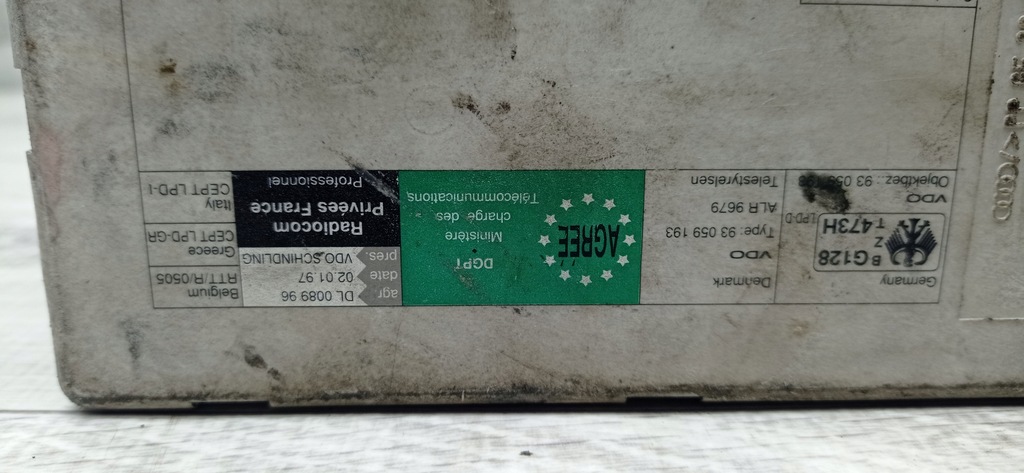 Germany
B G128
Z
T 473H
LPD-D
VDO
Objektbez.: 93 059
Denmark
VDO
Type: 93 059 193
ALR 9679
Telestyrelsen
AGREÉ
DGPT
Ministère
chargé des
Télécommunications
agr DL 0089 96
date 02.01.97
pres. VDO SCHINDLING
Radiocom
Privées France
Professionnel
Belgium
RTT/R/0505
Greece
CEPT LPD-GR
Italy
CEPT LPD-I